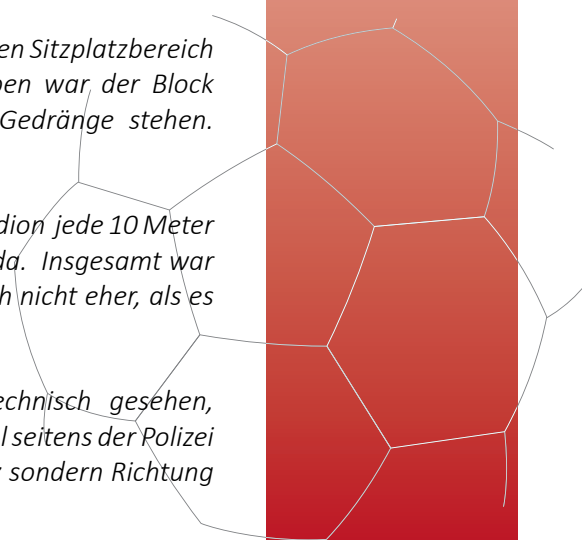 en Sitzplatzbereich
en war der Block
Gedränge stehen.
dion jede 10 Meter
da. Insgesamt war
h nicht eher, als es
echnisch gesehen,
l seitens der Polizei
sondern Richtung